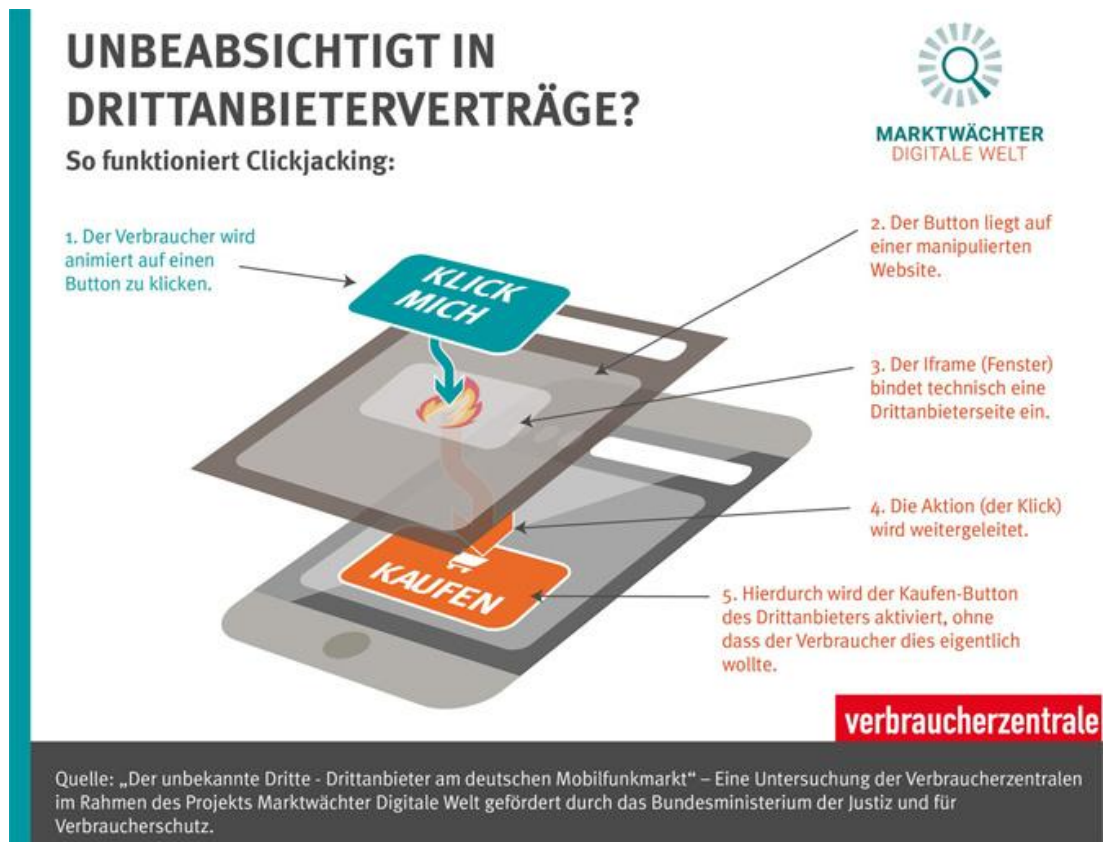 UNBEABSICHTIGT IN
DRITTANBIETERVERTRÄGE?
So funktioniert Clickjacking:
MARKTWÄCHTER
DIGITALE WELT
1. Der Verbraucher wird
animiert auf einen
Button zu klicken.
KLICK
MICH
2. Der Button liegt auf
einer manipulierten
Website.
3. Der Iframe (Fenster)
bindet technisch eine
Drittanbieterseite ein.
4. Die Aktion (der Klick)
wird weitergeleitet.
KAUFEN
5. Hierdurch wird der Kaufen-Button
des Drittanbieters aktiviert, ohne
dass der Verbraucher dies eigentlich
wollte.
verbraucherzentrale
Quelle: „Der unbekannte Dritte - Drittanbieter am deutschen Mobilfunkmarkt“ – Eine Untersuchung der Verbraucherzentralen
im Rahmen des Projekts Marktwächter Digitale Welt gefördert durch das Bundesministerium der Justiz und für
Verbraucherschutz.